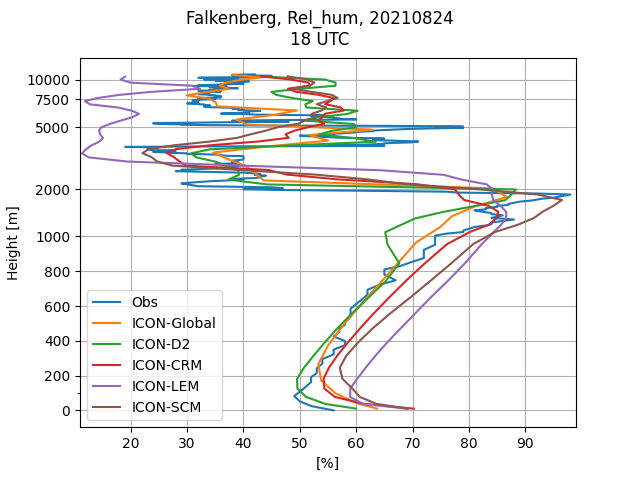 Falkenberg, Rel_hum, 20210824
18 UTC
Height [m]
10000
7500
5000
2000
1000
800
600
400
200
0
Obs
ICON-Global
ICON-D2
ICON-CRM
ICON-LEM
ICON-SCM
20 30 40 50 60 70 80 90
[%]